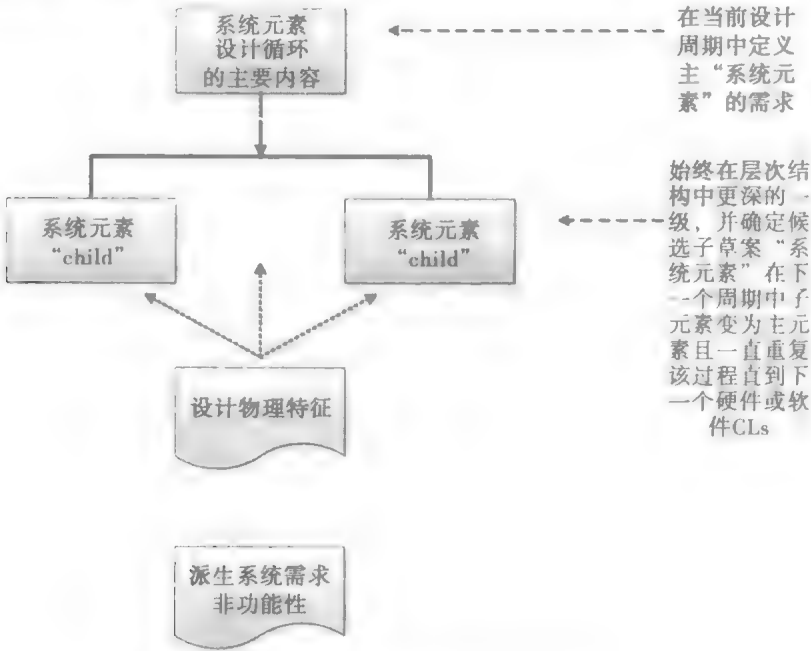 系统元素
设计循环
的主要内容
在当前设计
周期中定义
主“系统元
素”的需求
系统元素
“child”
系统元素
“child”
始终在层次结
构中更深的一
级，并确定候
选子草案“系
统元素”在下
一个周期中子
元素变为主元
素且一直重复
该过程直到下
一个硬件或软
件CLs
设计物理特征
派生系统需求
非功能性